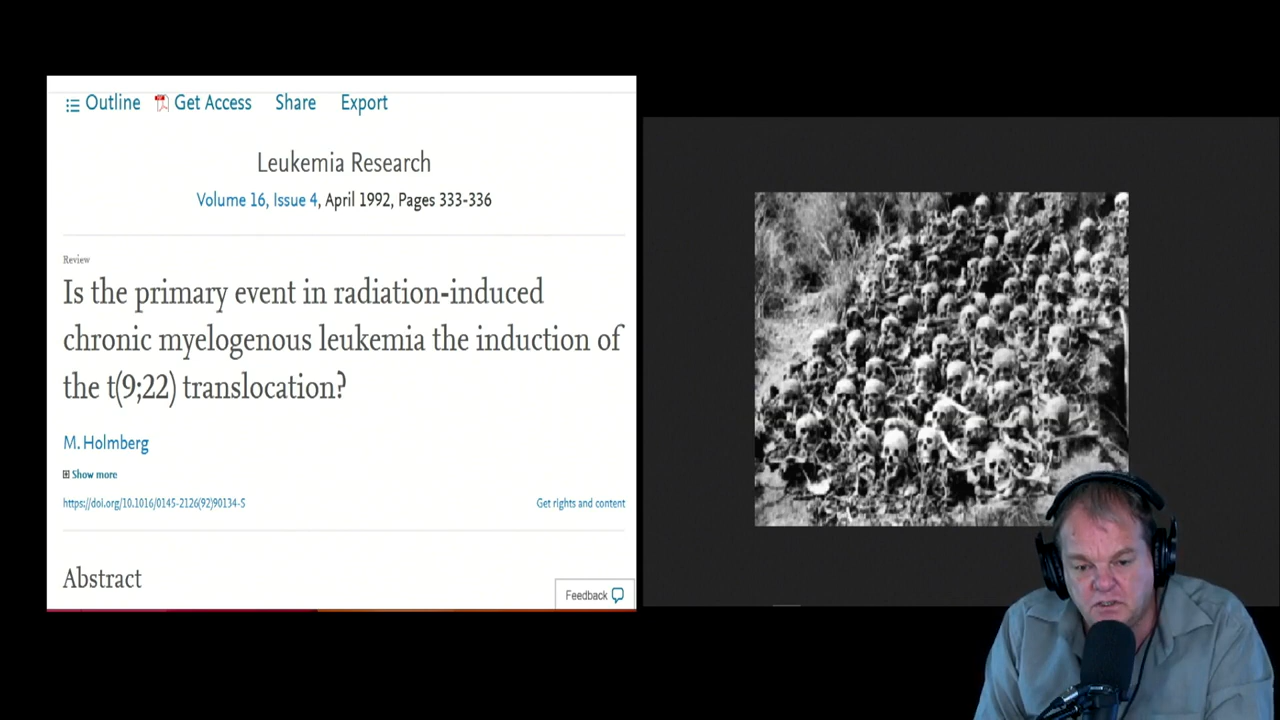 Outline Get Access Share Export
Leukemia Research
Volume 16, Issue 4, April 1992, Pages 333-336
Review
Is the primary event in radiation-induced
chronic myelogenous leukemia the induction of
the t(9;22) translocation?
M. Holmberg
Show more
https://doi.org/10.1016/0145-2126(92)90134-S Get rights and content
Abstract
Feedback